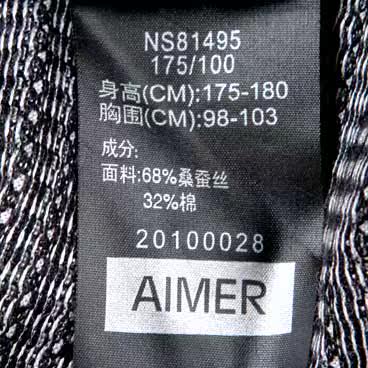 NS81495
175/100
身高(CM):175-180
胸围(CM):98-103
成分:
面料:68%桑蚕丝
32%棉
20100028
AIMER